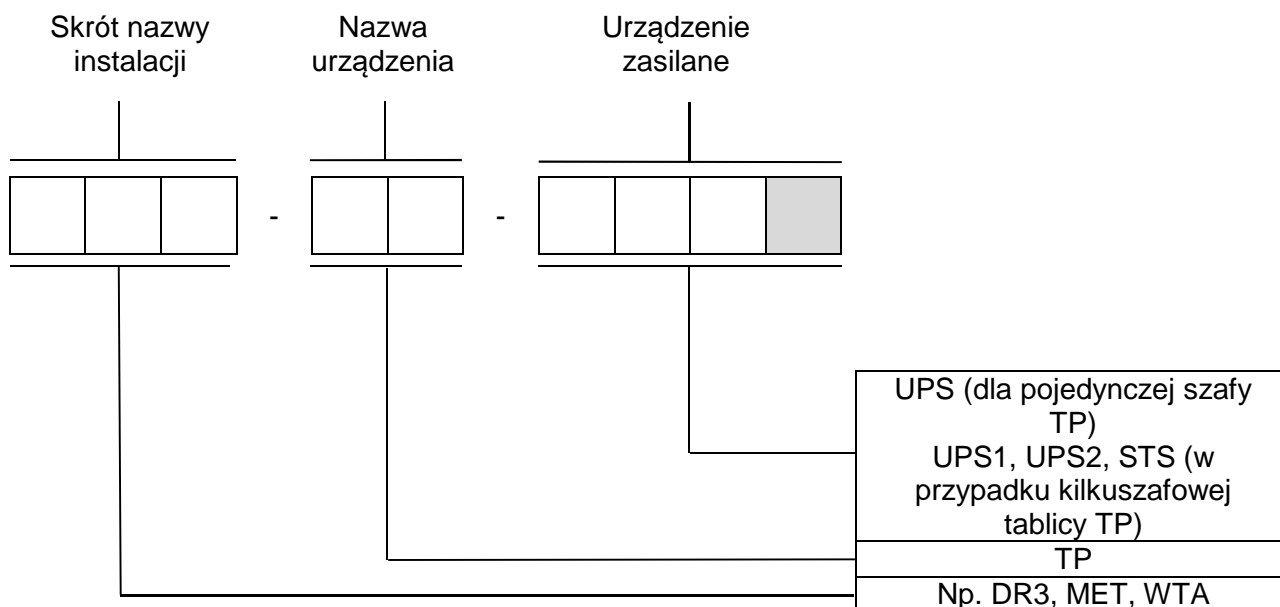 Skrót nazwy
instalacji
Nazwa
urządzenia
Urządzenie
zasilane
-
-
UPS (dla pojedynczej szafy
TP)
UPS1, UPS2, STS (w
przypadku kilkuszafowej
tablicy TP)
TP
Np. DR3, MET, WTA